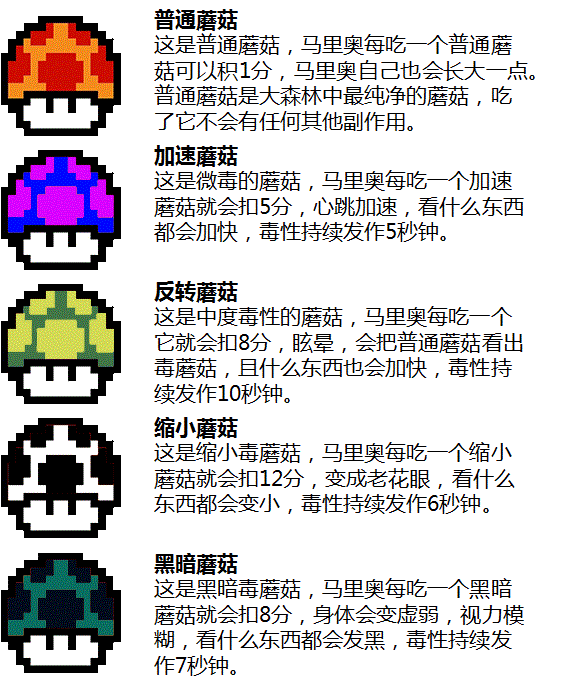 普通蘑菇
这是普通蘑菇，马里奥每吃一个普通蘑
菇可以积1分，马里奥自己也会长大一点。
普通蘑菇是大森林中最纯净的蘑菇，吃
了它不会有任何其他副作用。
加速蘑菇
这是微毒的蘑菇，马里奥每吃一个加速
蘑菇就会扣5分，心跳加速，看什么东西
都会加快，毒性持续发作5秒钟。
反转蘑菇
这是中度毒性的蘑菇，马里奥每吃一个
它就会扣8分，眩晕，会把普通蘑菇看出
毒蘑菇，且什么东西也会加快，毒性持
续发作10秒钟。
缩小蘑菇
这是缩小毒蘑菇，马里奥每吃一个缩小
蘑菇就会扣12分，变成老花眼，看什么
东西都会变小，毒性持续发作6秒钟。
黑暗蘑菇
这是黑暗毒蘑菇，马里奥每吃一个黑暗
蘑菇就会扣8分，身体会变虚弱，视力模
糊，看什么东西都会发黑，毒性持续发
作7秒钟。